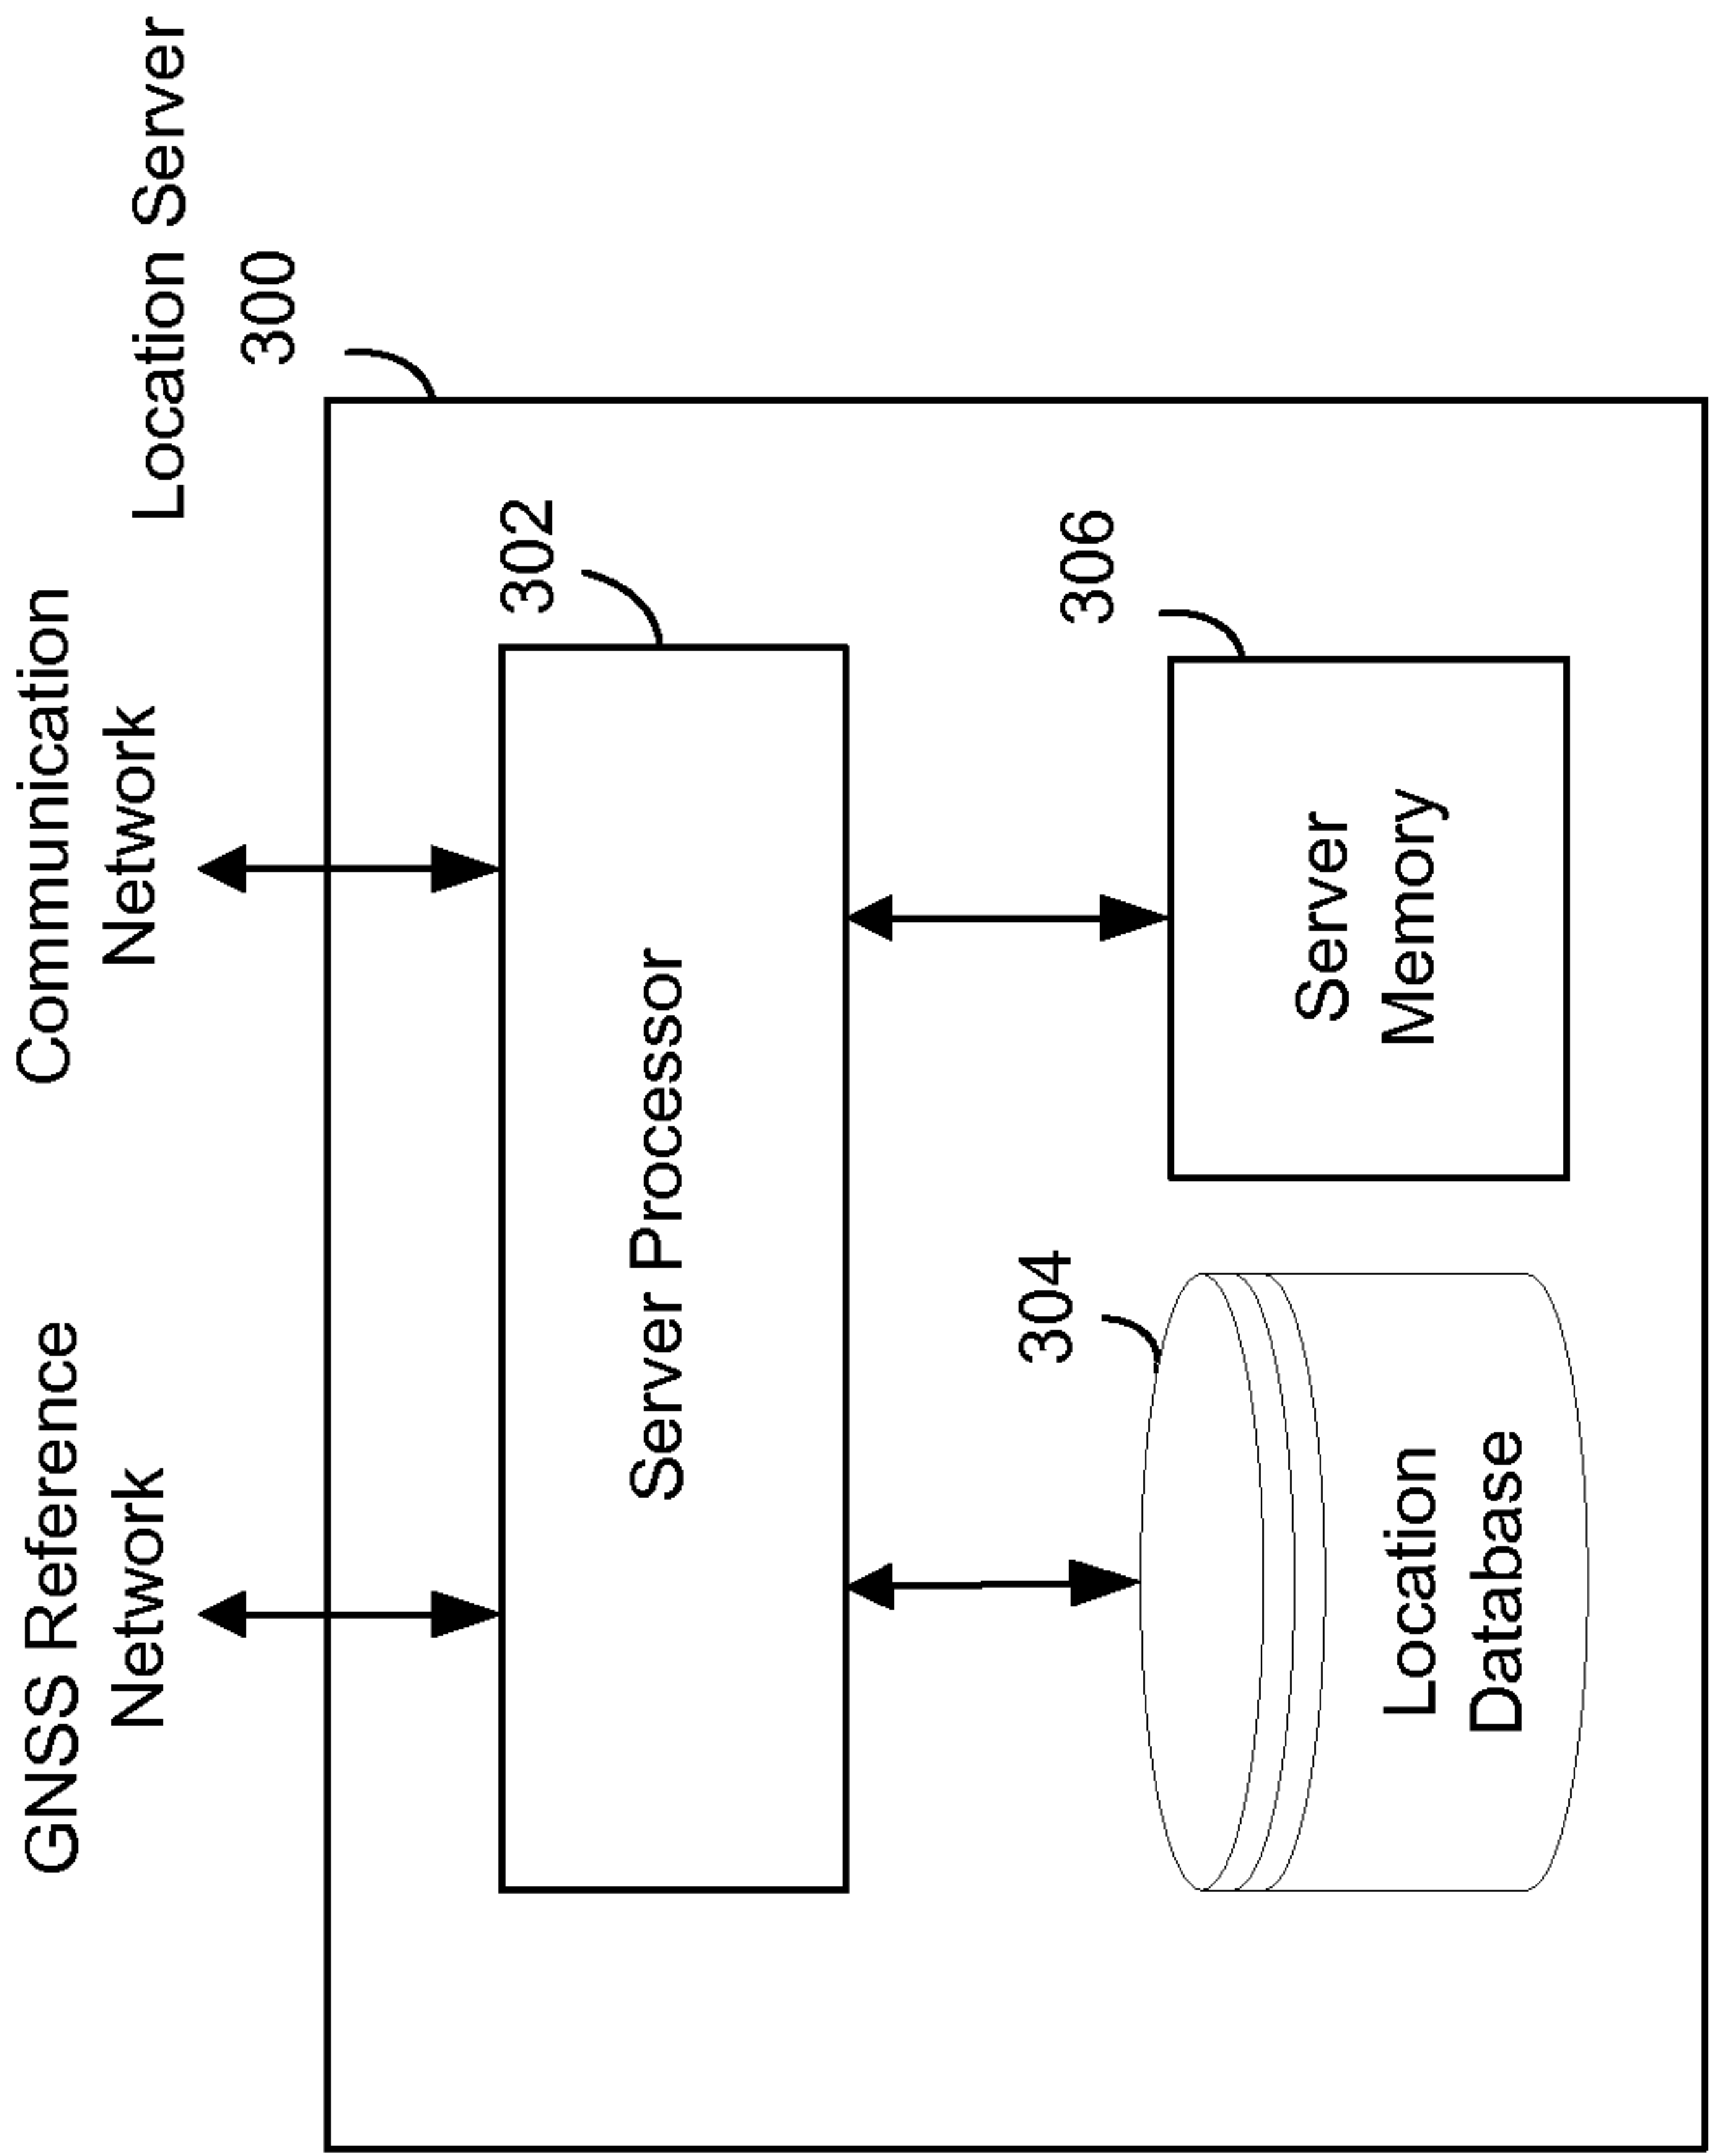 GNSS Reference
Network
Communication
Network
Location Server
300
302
Server Processor
304
306
Location
Database
Server
Memory